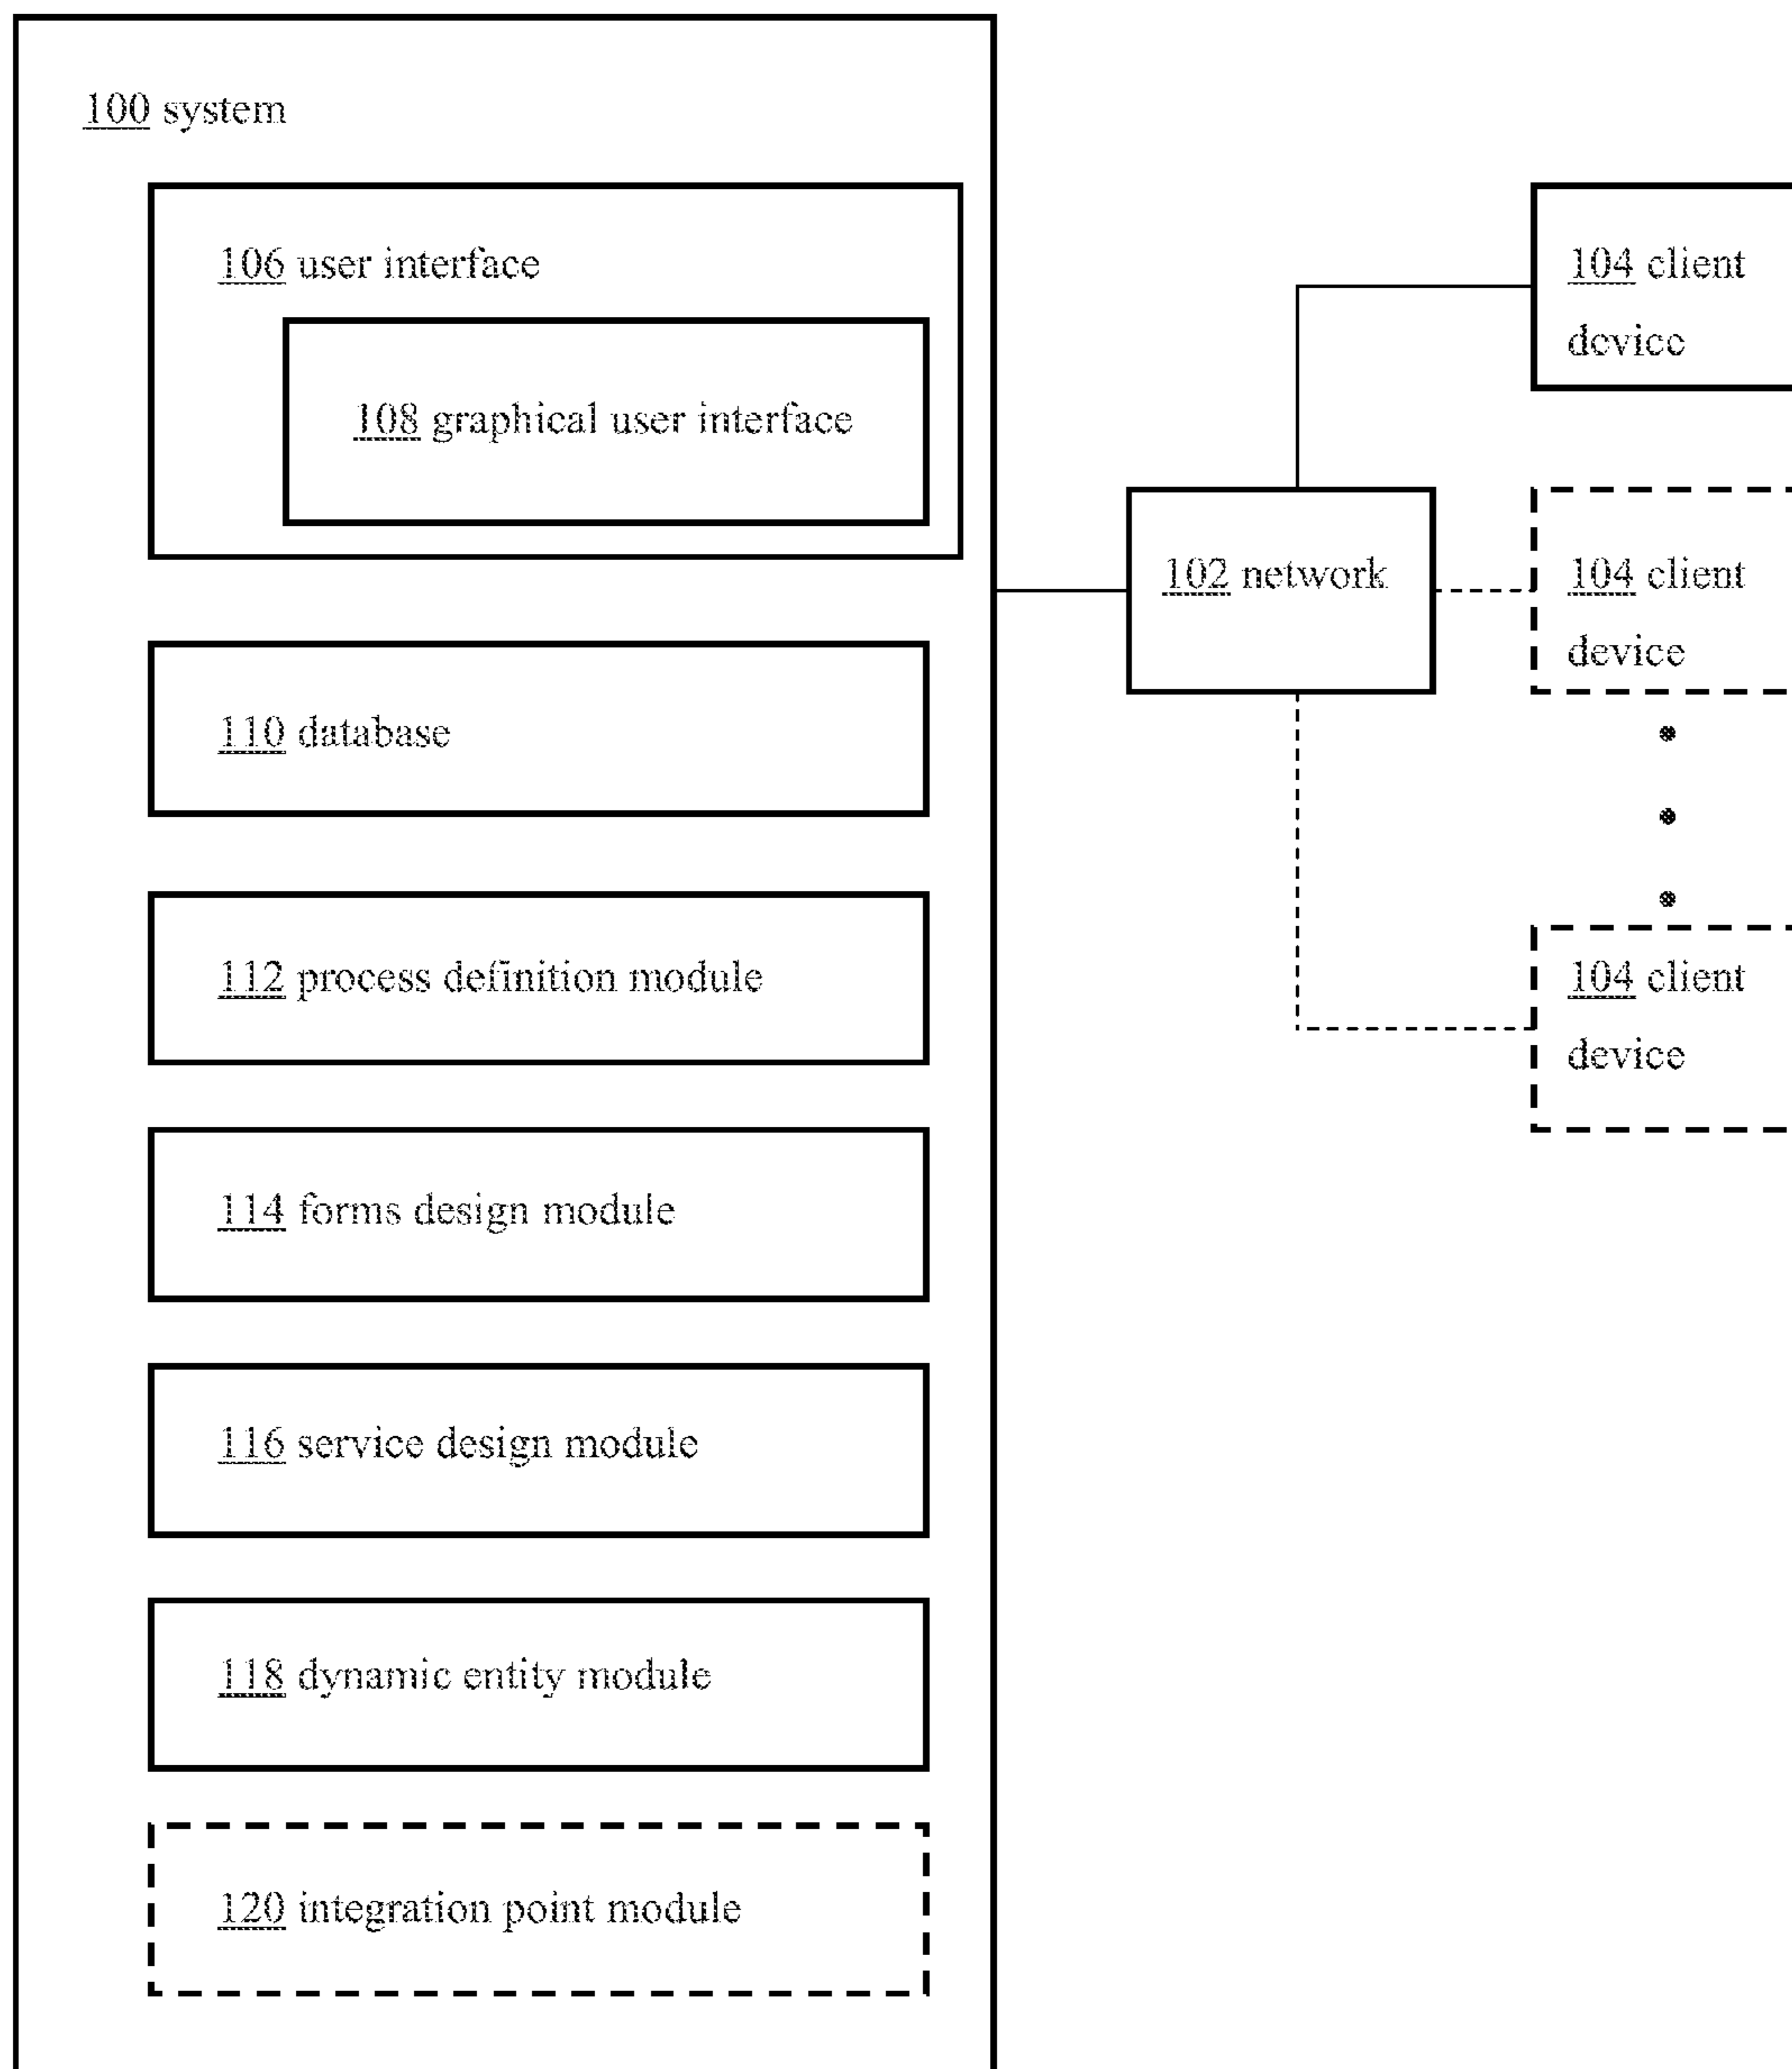 100 system
106 user interface
108 graphical user interface
110 database
112 process definition module
114 forms design module
116 service design module
118 dynamic entity module
120 integration point module
102 network
104 client
device
104 client
device
104 client
device